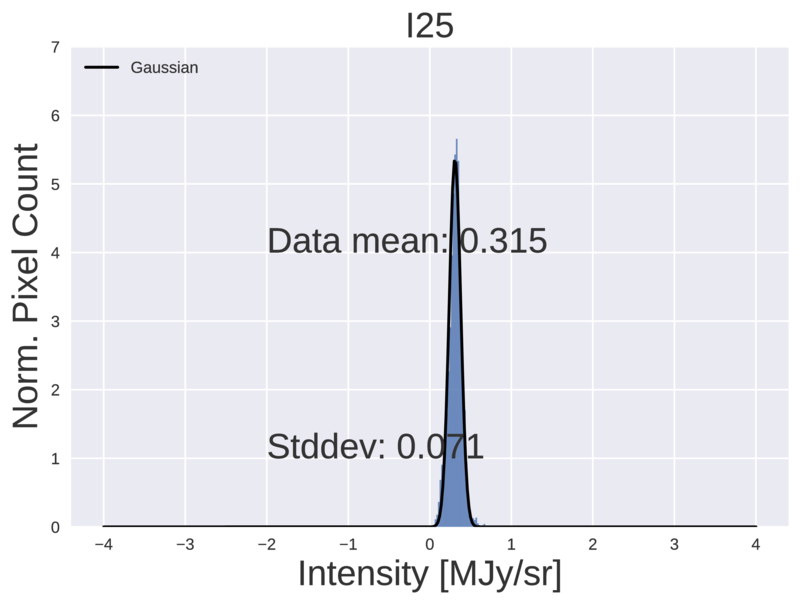 I25
7
Gaussian
6
5
Data mean: 0.315
4
3
2
Stddev: 0.071
1
0
−4 −3 −2 −1 0 1 2 3 4
Intensity [MJy/sr]
Norm. Pixel Count